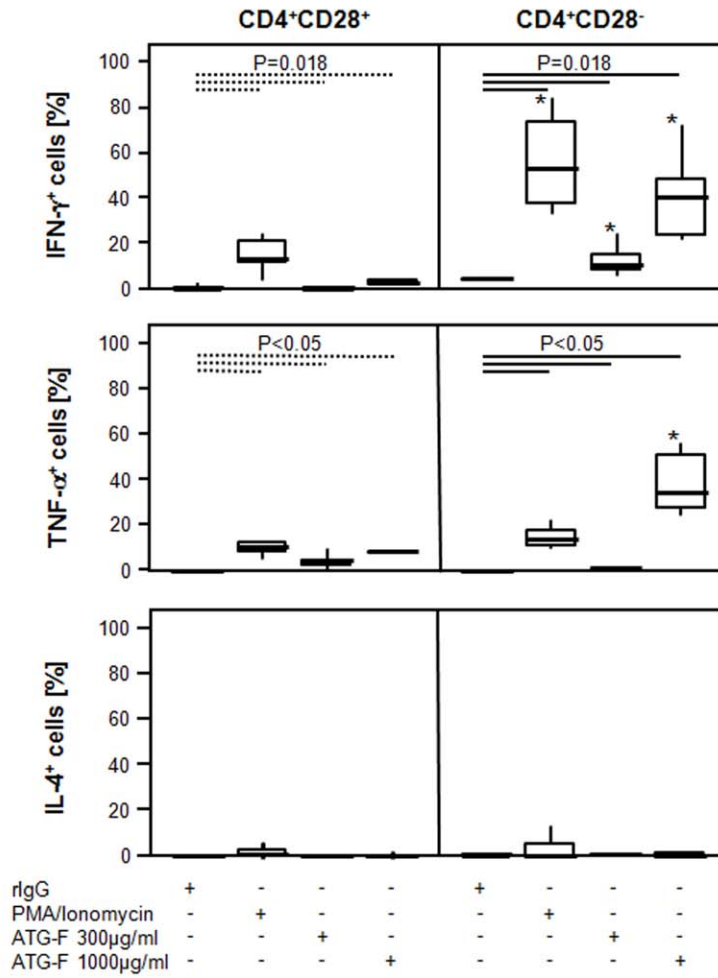 CD4⁺CD28⁺ CD4⁺CD28⁻
IFN-γ⁺ cells [%]
100
80
60
40
20
0
P=0.018 P=0.018
* * *
TNF-α⁺ cells [%]
100
80
60
40
20
0
P<0.05 P<0.05
*
IL-4⁺ cells [%]
100
80
60
40
20
0
rIgG + - - - + - - -
PMA/Ionomycin - + - - - + - -
ATG-F 300µg/ml - - + - - - + -
ATG-F 1000µg/ml - - - + - - - +